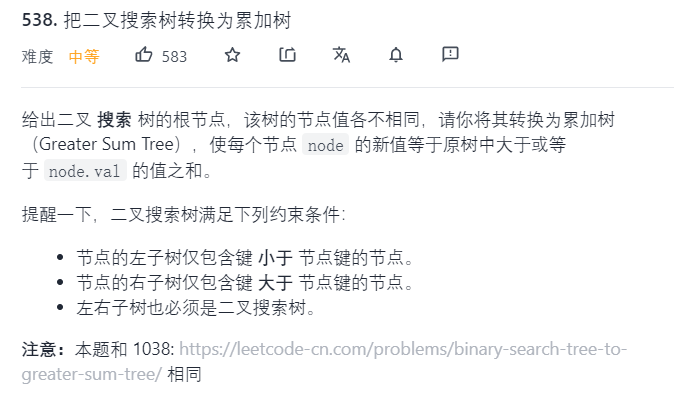 538. 把二叉搜索树转换为累加树
难度 中等 583
给出二叉 搜索 树的根节点，该树的节点值各不相同，请你将其转换为累加树
（Greater Sum Tree），使每个节点 node 的新值等于原树中大于或等
于 node.val 的值之和。
提醒一下，二叉搜索树满足下列约束条件：
• 节点的左子树仅包含键 小于 节点键的节点。
• 节点的右子树仅包含键 大于 节点键的节点。
• 左右子树也必须是二叉搜索树。
注意：本题和 1038: https://leetcode-cn.com/problems/binary-search-tree-to-
greater-sum-tree/ 相同